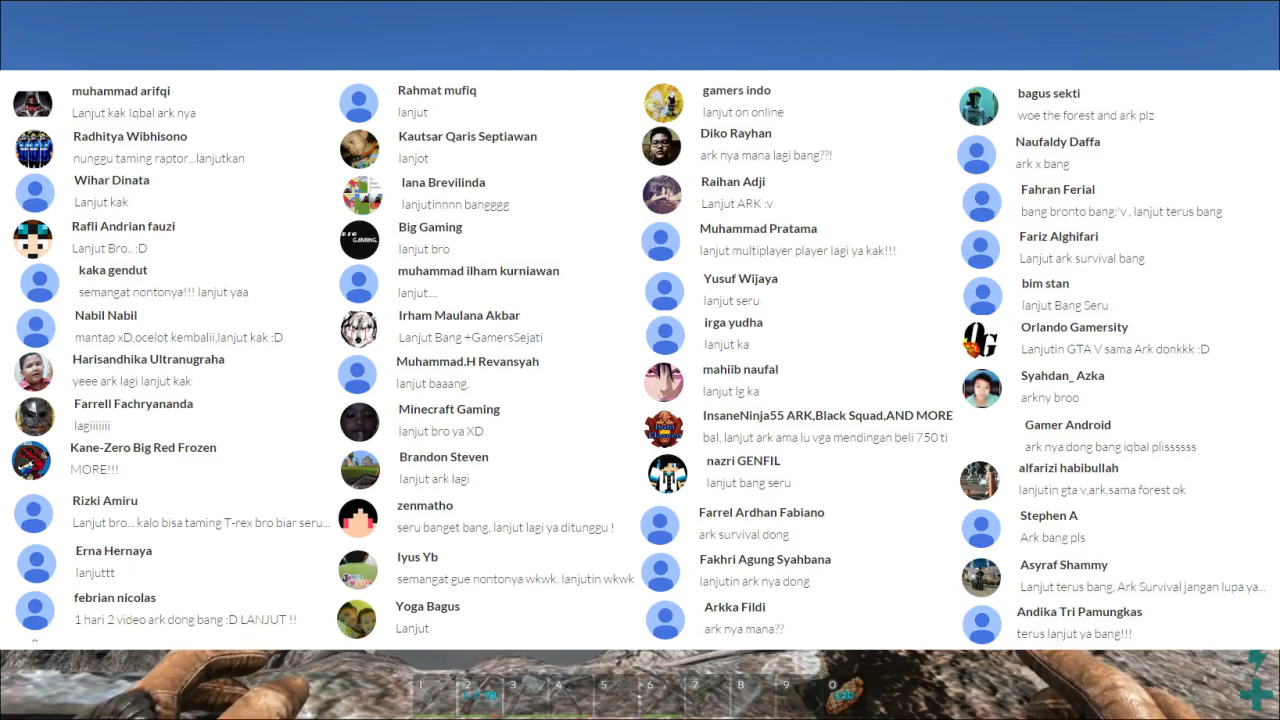 muhammad arifqi
Lanjut kak Iqbal ark nya
Radhitya Wibhisono
nunggu taming raptor...lanjutkan
Wihar Dinata
Lanjut kak
Rafli Andrian fauzi
Lanjut Bro.. :D
kaka gendut
semangat nontonya!!! lanjut yaa
Nabil Nabil
mantap xD,ocelot kembalii,lanjut kak :D
Harisandhika Ultranugraha
yeee ark lagi lanjut kak
Farrell Fachryananda
lagiiiiiii
Kane-Zero Big Red Frozen
MORE!!!
Rizki Amiru
Lanjut bro... kalo bisa taming T-rex bro biar seru...
Erna Hernaya
lanjuttt
febrian nicolas
1 hari 2 video ark dong bang :D LANJUT !!
Rahmat mufiq
lanjut
Kautsar Qaris Septiawan
lanjot
Iana Brevilinda
lanjutinnnn bangggg
BIG
GAMING.
Big Gaming
lanjut bro
muhammad ilham kurniawan
lanjut....
Irham Maulana Akbar
Lanjut Bang +GamersSejati
Muhammad.H Revansyah
lanjut baaang.
Minecraft Gaming
lanjut bro ya XD
Brandon Steven
lanjut ark lagi
zenmatho
seru banget bang, lanjut lagi ya ditunggu !
Iyus Yb
semangat gue nontonya wkwk. lanjutin wkwk
Yoga Bagus
Lanjut
gamers indo
lanjut on online
Diko Rayhan
ark nya mana lagi bang??!
Raihan Adji
Lanjut ARK :v
Muhammad Pratama
lanjut multiplayer player lagi ya kak!!!
Yusuf Wijaya
lanjut seru
irga yudha
lanjut ka
mahiib naufal
lanjut lg ka
InsaneNinja55 ARK,Black Squad,AND MORE
bal, lanjut ark ama lu vga mendingan beli 750 ti
nazri GENFIL
lanjut bang seru
Farrel Ardhan Fabiano
ark survival dong
Fakhri Agung Syahbana
lanjutin ark nya dong
Arkka Fildi
ark nya mana??
bagus sekti
woe the forest and ark plz
Naufaldy Daffa
ark x bang
Fahran Ferial
bang bronto bang:'v , lanjut terus bang
Fariz Alghifari
Lanjut ark survival bang
bim stan
lanjut Bang Seru
OG
Orlando Gamersity
Lanjutin GTA V sama Ark donkkk :D
Syahdan_ Azka
arkny broo
Gamer Android
ark nya dong bang iqbal plissssss
alfarizi habibullah
lanjutin gta v,ark,sama forest ok
Stephen A
Ark bang pls
Asyraf Shammy
Lanjut terus bang, Ark Survival jangan lupa ya...
Andika Tri Pamungkas
terus lanjut ya bang!!!
1 2 3 4 5 6 7 8 9 0
x20